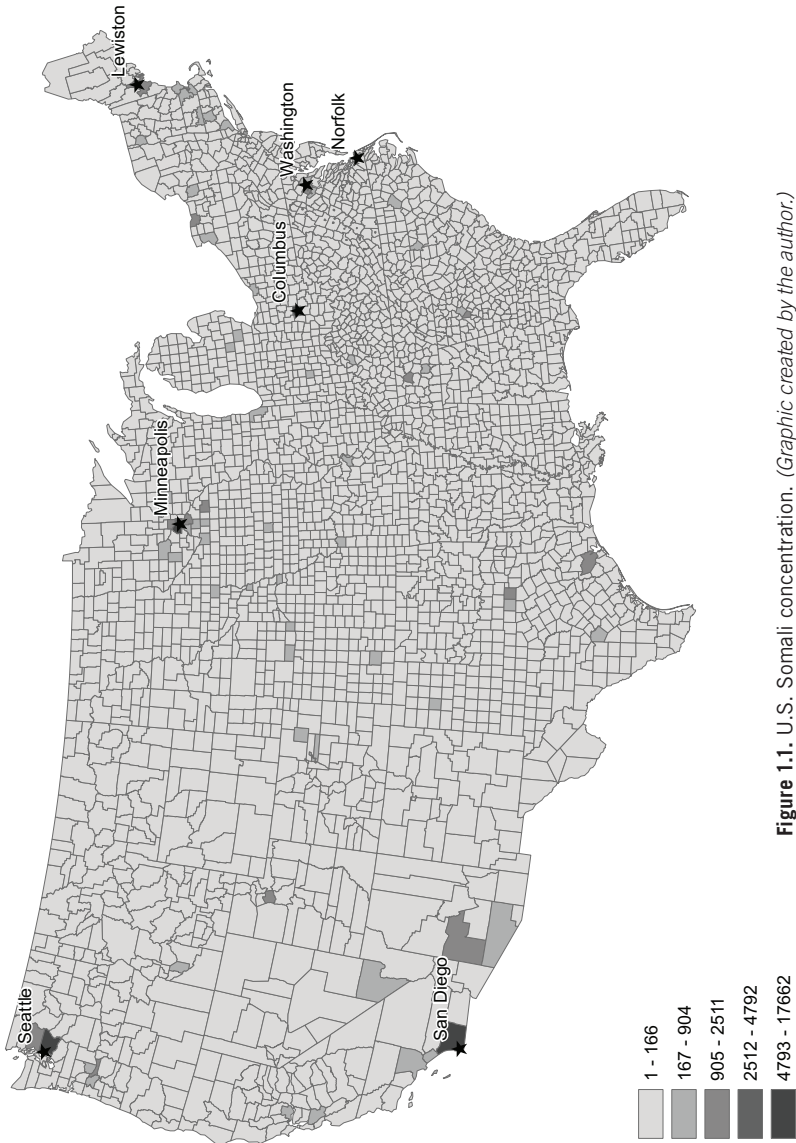 Lewiston
Washington
Norfolk
Columbus
Minneapolis
Seattle
San Diego
1 - 166
167 - 904
905 - 2511
2512 - 4792
4793 - 17662
Figure 1.1. U.S. Somali concentration. (Graphic created by the author.)